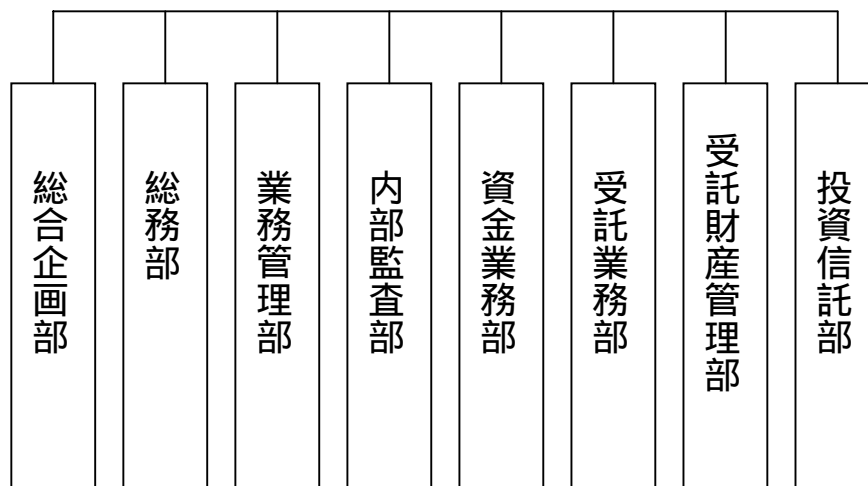 総合企画部
総務部
業務管理部
内部監査部
資金業務部
受託業務部
受託財産管理部
投資信託部